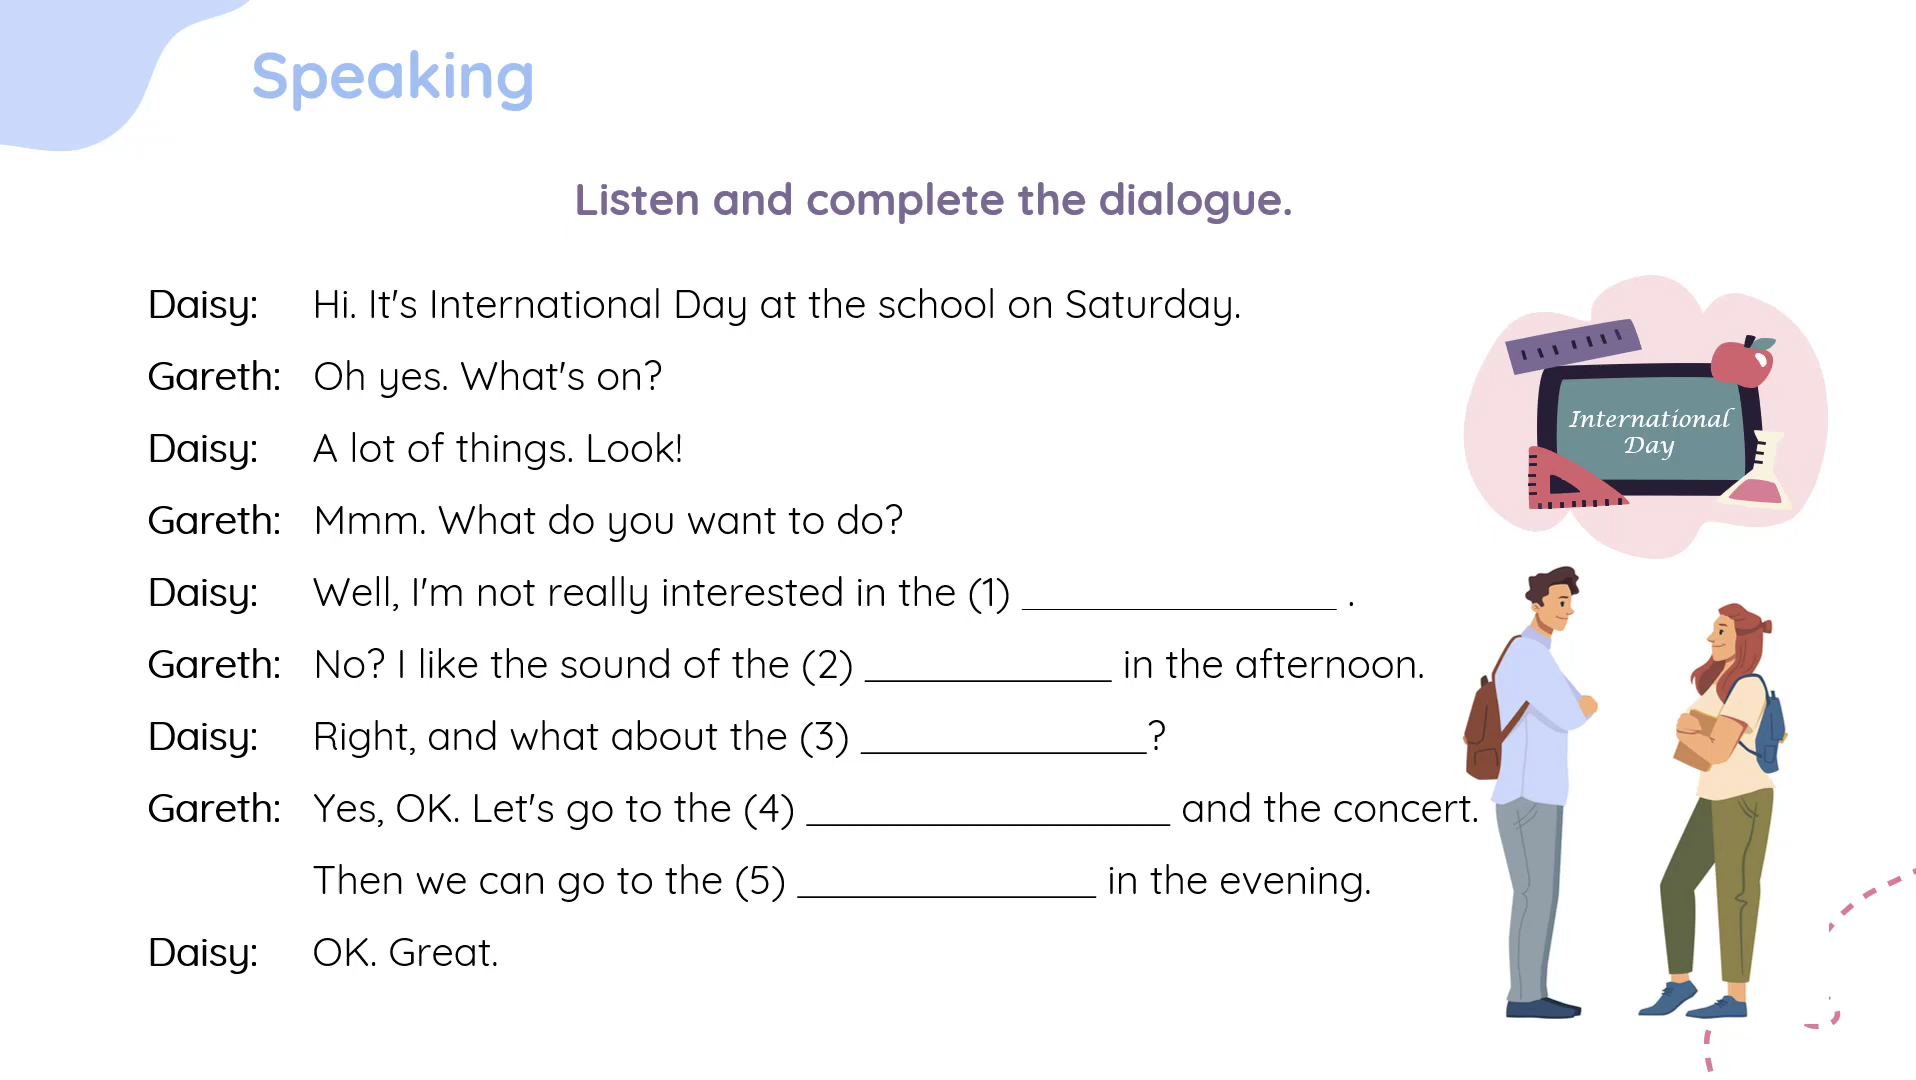 Speaking
Listen and complete the dialogue.
Daisy: Hi. It's International Day at the school on Saturday.
Gareth: Oh yes. What's on?
Daisy: A lot of things. Look!
Gareth: Mmm. What do you want to do?
Daisy: Well, I'm not really interested in the (1) _______________ .
Gareth: No? I like the sound of the (2) ____________ in the afternoon.
Daisy: Right, and what about the (3) ______________?
Gareth: Yes, OK. Let's go to the (4) _________________ and the concert.
Then we can go to the (5) ______________ in the evening.
Daisy: OK. Great.
International
Day